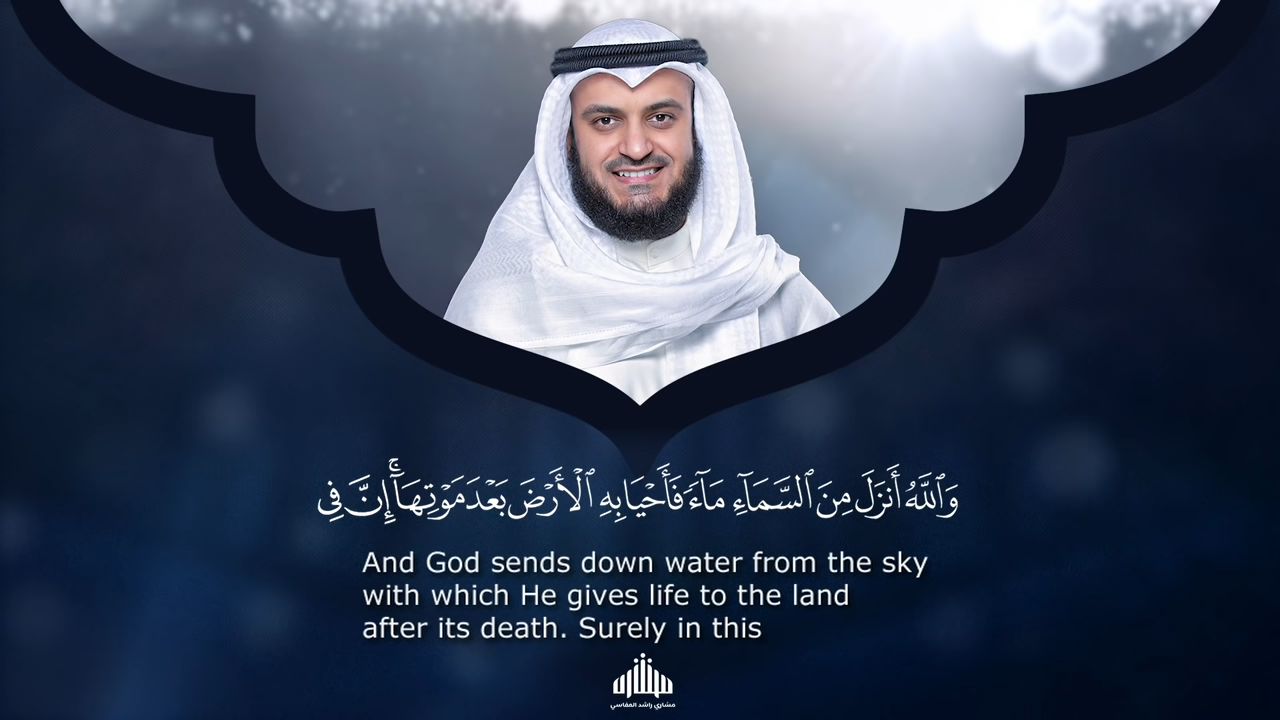 وَٱللَّهُ أَنزَلَ مِنَ ٱلسَّمَآءِ مَآءً فَأَحْيَا بِهِ ٱلْأَرْضَ بَعْدَ مَوْتِهَآ ۚ إِنَّ فِى
And God sends down water from the sky
with which He gives life to the land
after its death. Surely in this
مشاري راشد العفاسي